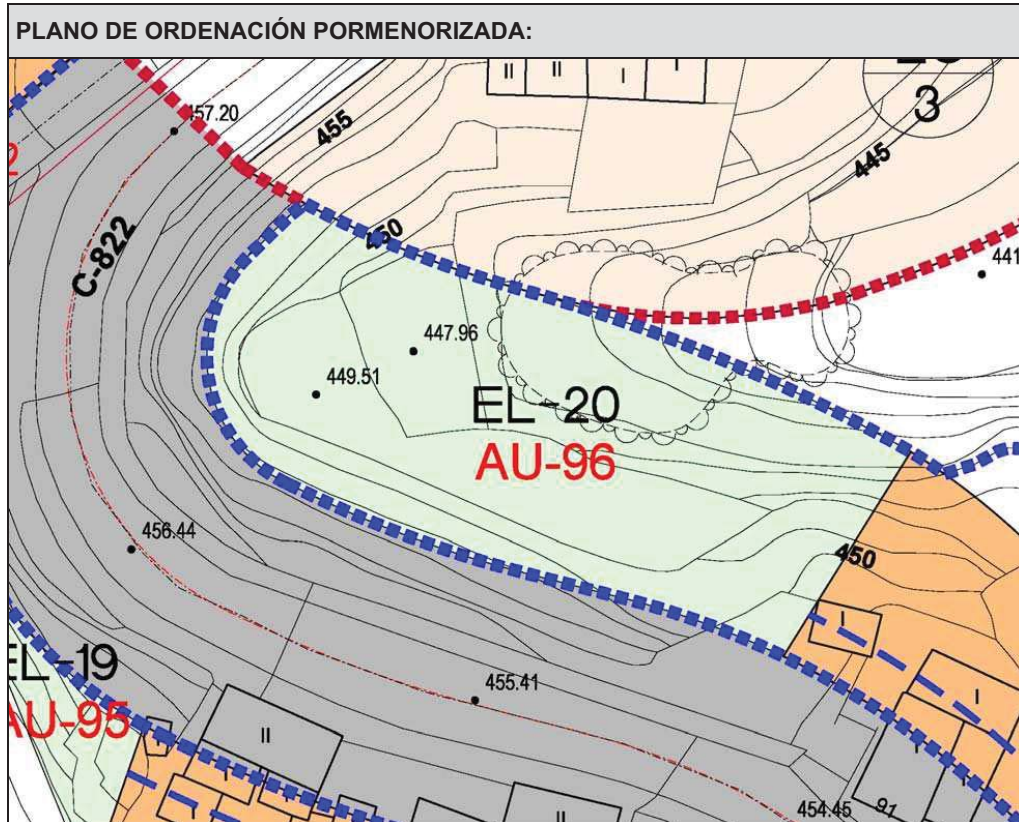 PLANO DE ORDENACIÓN PORMENORIZADA:
II II I I
3
457.20
455
445
C-822
450
441
447.96
449.51
EL-20
AU-96
456.44
450
I
EL-19
AU-95
455.41
I
II
I
I
I
II
454.45
91
I
I